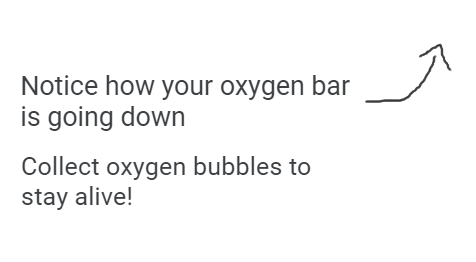 Notice how your oxygen bar
is going down
Collect oxygen bubbles to
stay alive!